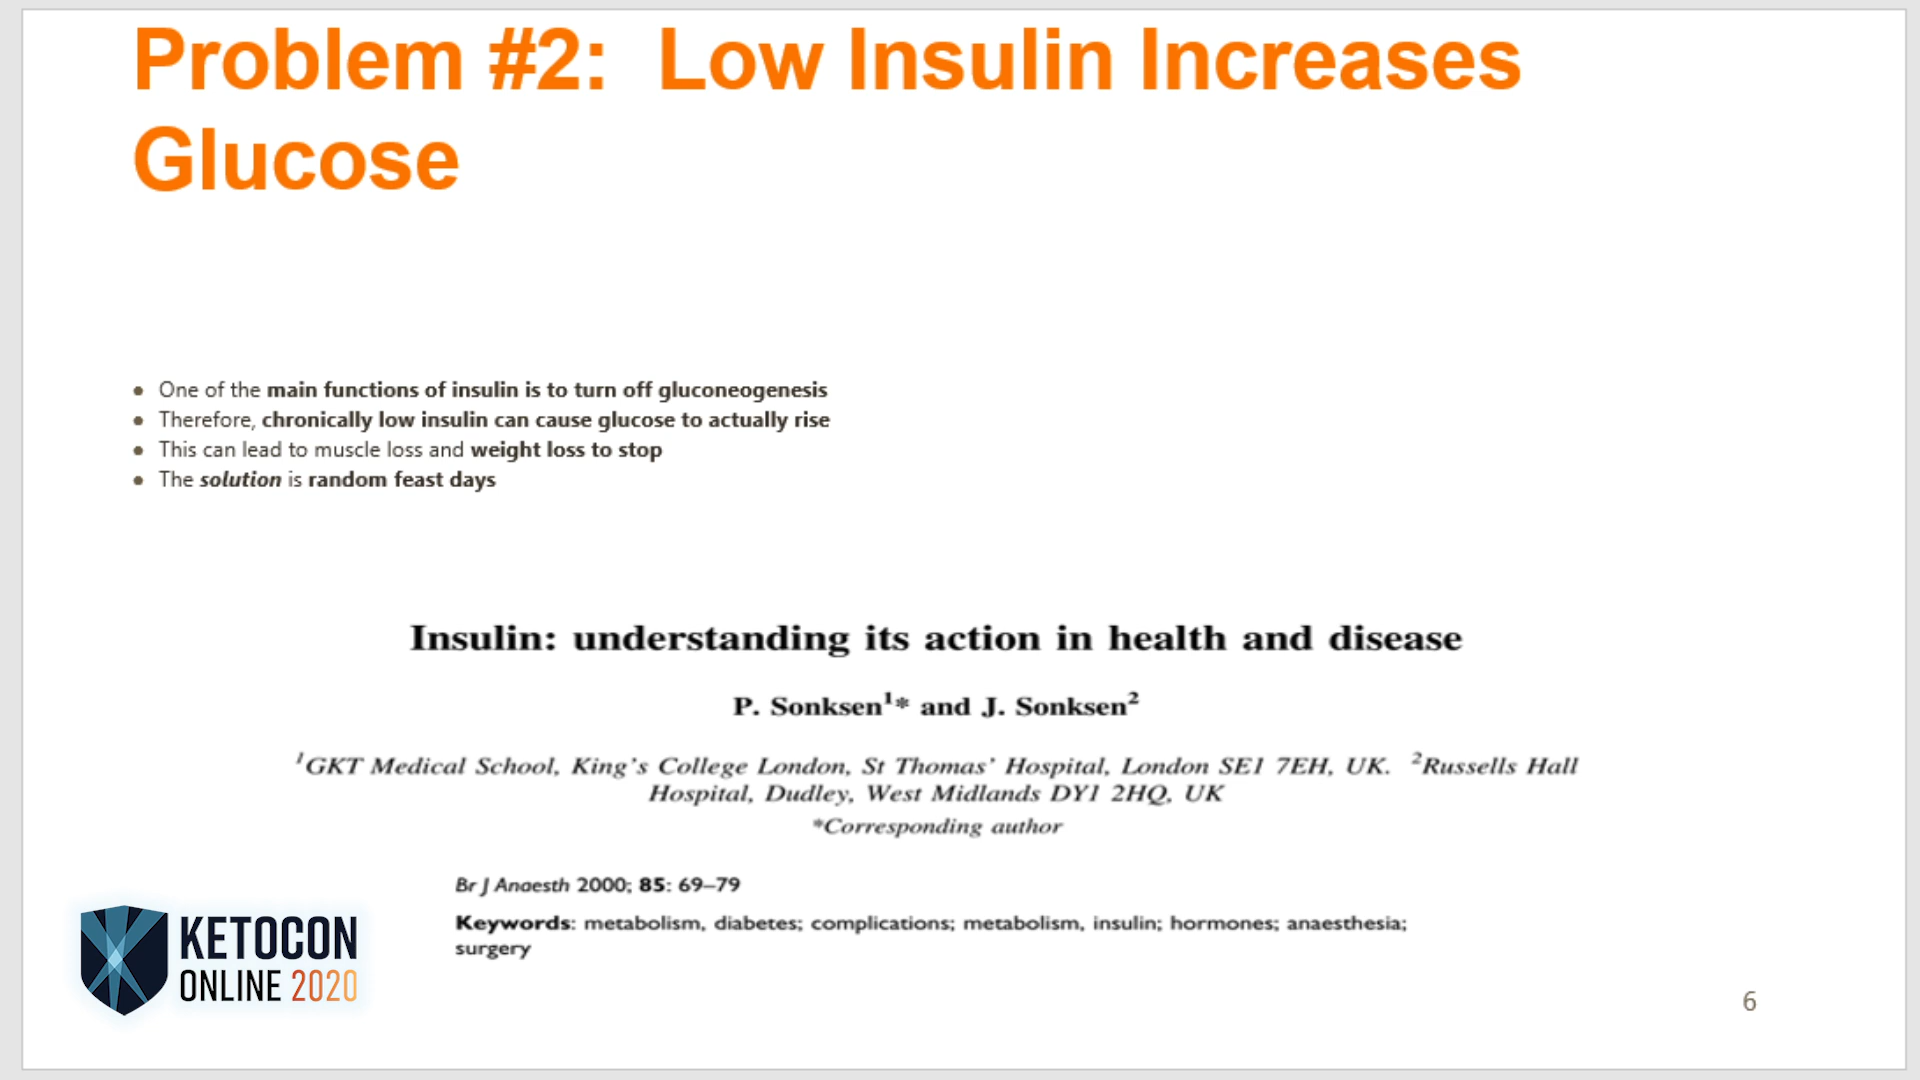 Problem #2:  Low Insulin Increases
Glucose
• One of the main functions of insulin is to turn off gluconeogenesis
• Therefore, chronically low insulin can cause glucose to actually rise
• This can lead to muscle loss and weight loss to stop
• The solution is random feast days
Insulin: understanding its action in health and disease
P. Sonksen¹* and J. Sonksen²
¹GKT Medical School, King's College London, St Thomas' Hospital, London SE1 7EH, UK. ²Russells Hall
Hospital, Dudley, West Midlands DY1 2HQ, UK
*Corresponding author
Br J Anaesth 2000; 85: 69–79
Keywords: metabolism, diabetes; complications; metabolism, insulin; hormones; anaesthesia;
surgery
KETOCON
ONLINE 2020
6